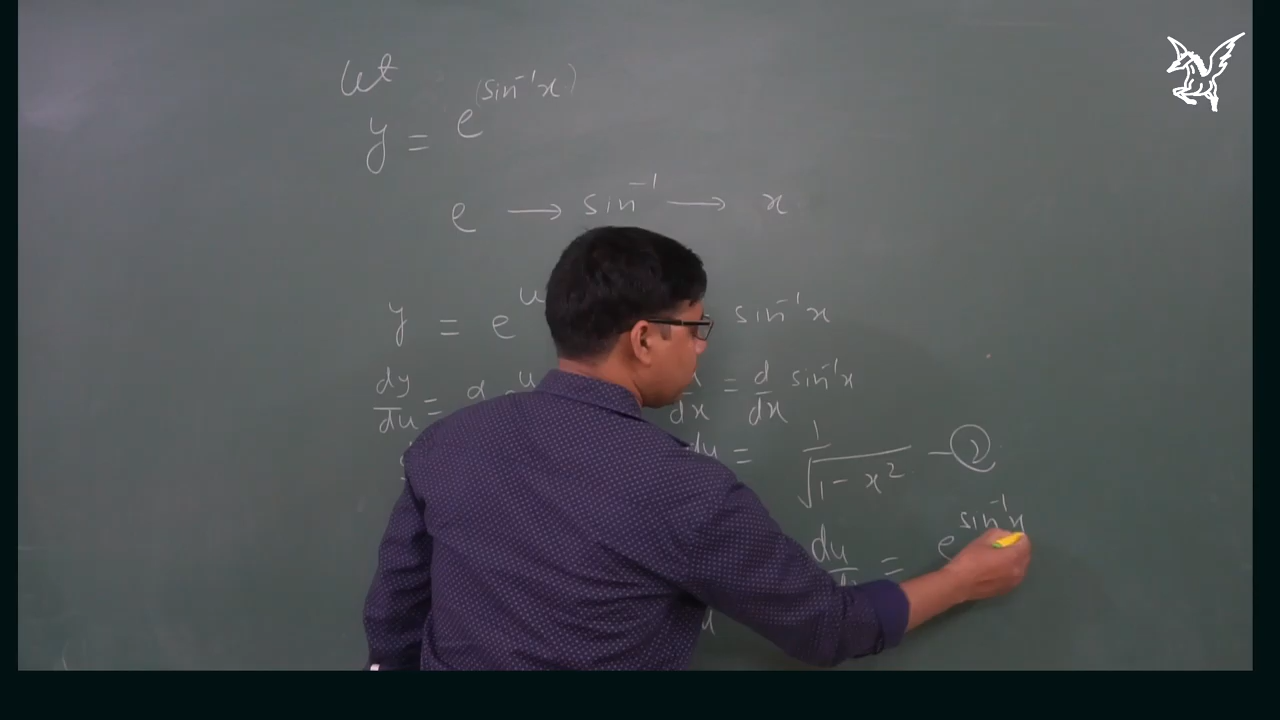 Let
y = e^(sin⁻¹x)
e → sin⁻¹ → x
y = e^u sin⁻¹x
dy/du = d u /dx = d/dx sin⁻¹x
du = 1/√(1-x²) - ②
du = e^sin⁻¹x
u